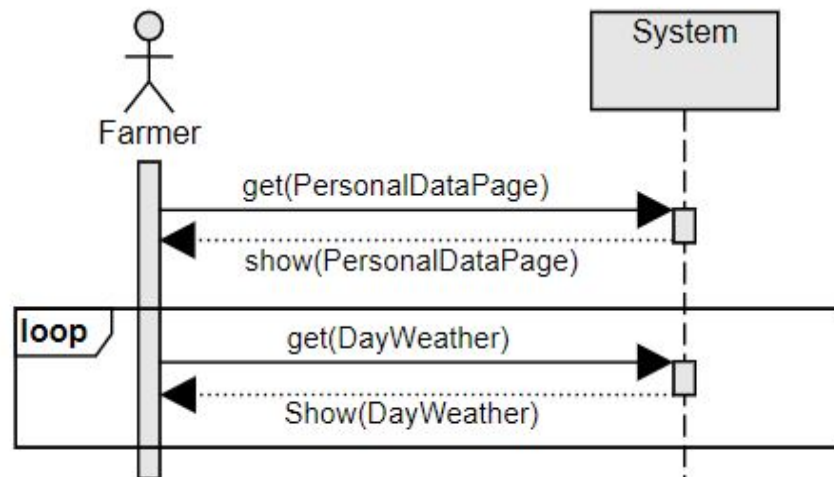 System
Farmer
get(PersonalDataPage)
show(PersonalDataPage)
loop
get(DayWeather)
Show(DayWeather)